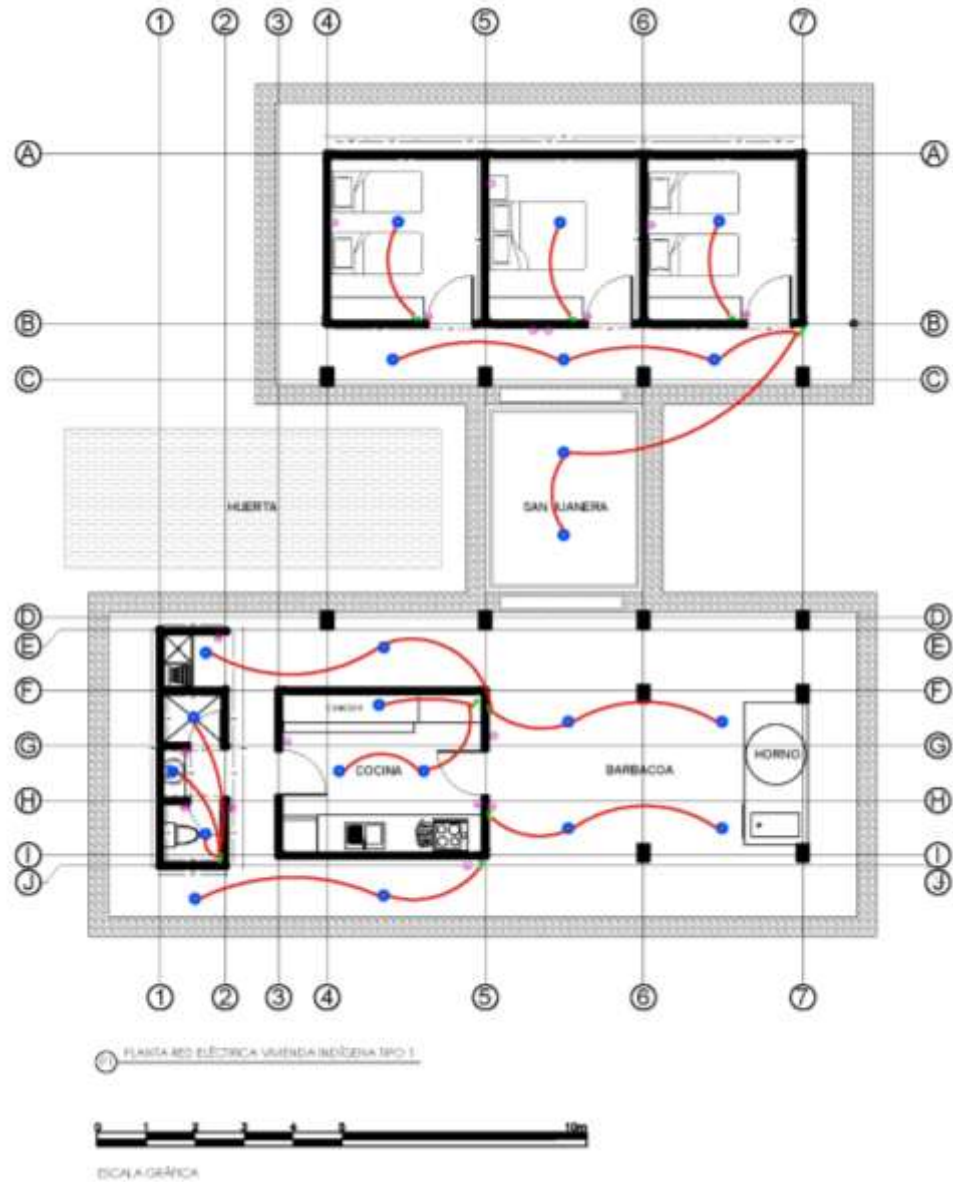 1 2 3 4 5 6 7
A A
B B
C C
HUERTA
SAN JUANERA
D D
E E
F F
G G
COCINA
BARBACOA
HORNO
H H
I I
J J
1 2 3 4 5 6 7
PLANTA RED ELÉCTRICA VIVIENDA INDÍGENA TIPO 1
0 1 2 3 4 5 10m
ESCALA GRÁFICA